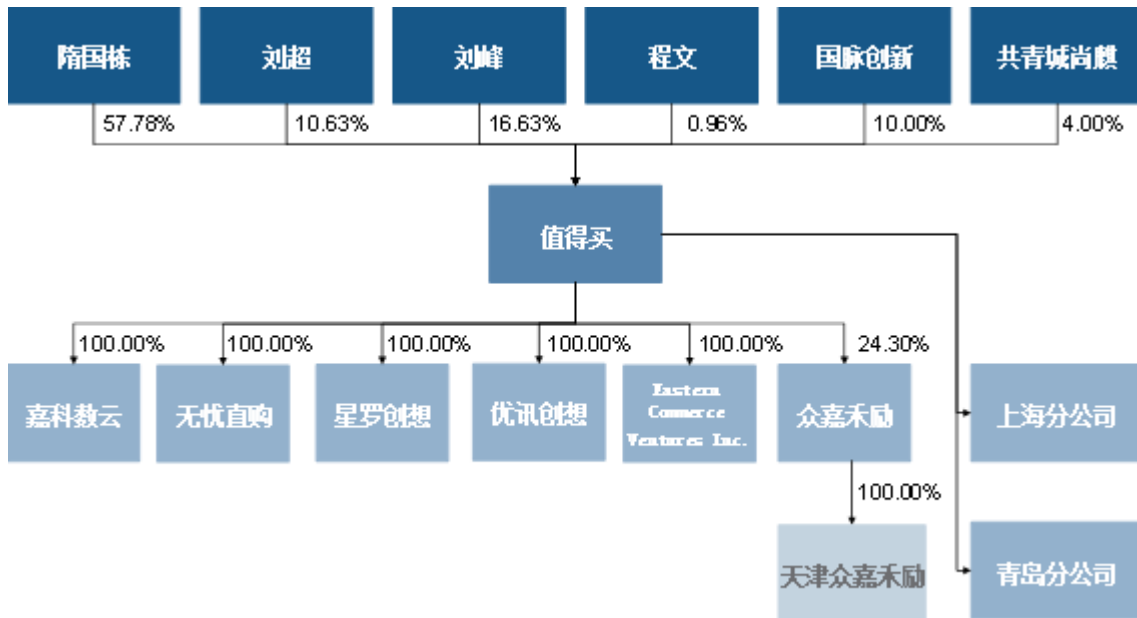 隋国栋
刘超
刘峰
程文
国脉创新
共青城尚麒
57.78%
10.63%
16.63%
0.96%
10.00%
4.00%
值得买
100.00%
100.00%
100.00%
100.00%
100.00%
24.30%
嘉科数云
无忧直购
星罗创想
优讯创想
Eastern
Commerce
Ventures Inc.
众嘉禾励
上海分公司
100.00%
天津众嘉禾励
青岛分公司